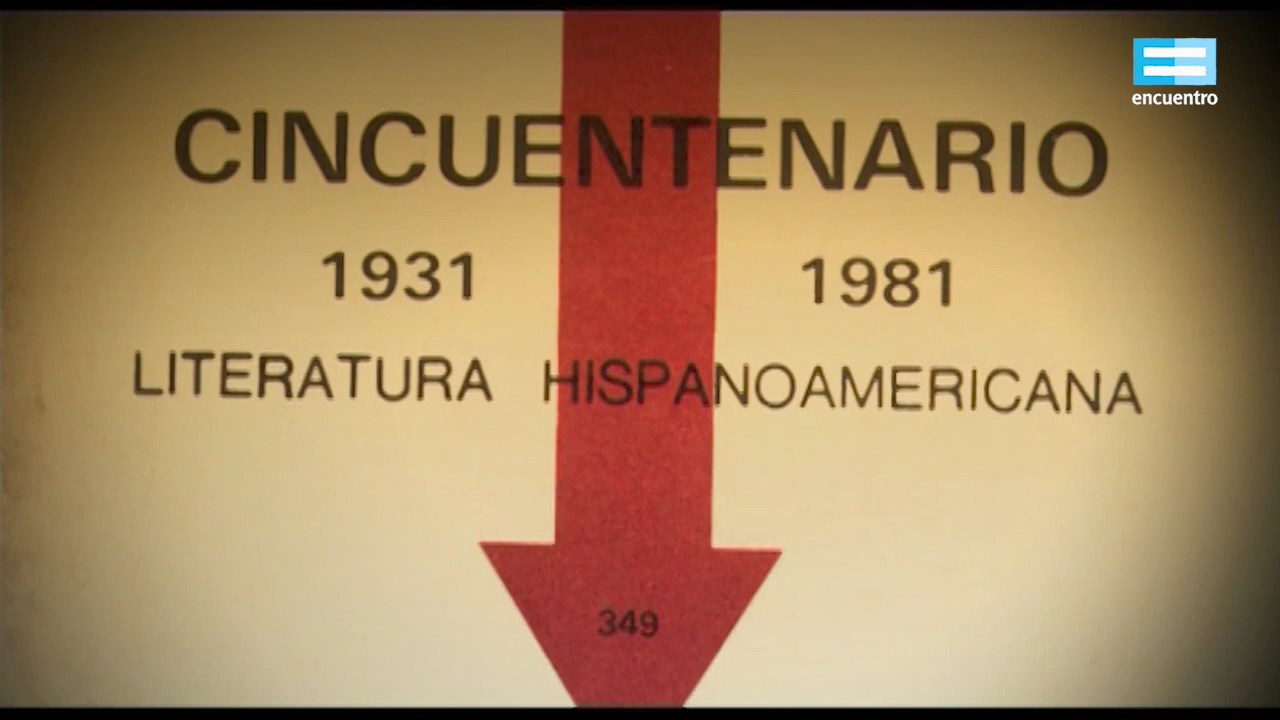 encuentro
CINCUENTENARIO
1931 1981
LITERATURA HISPANOAMERICANA
349